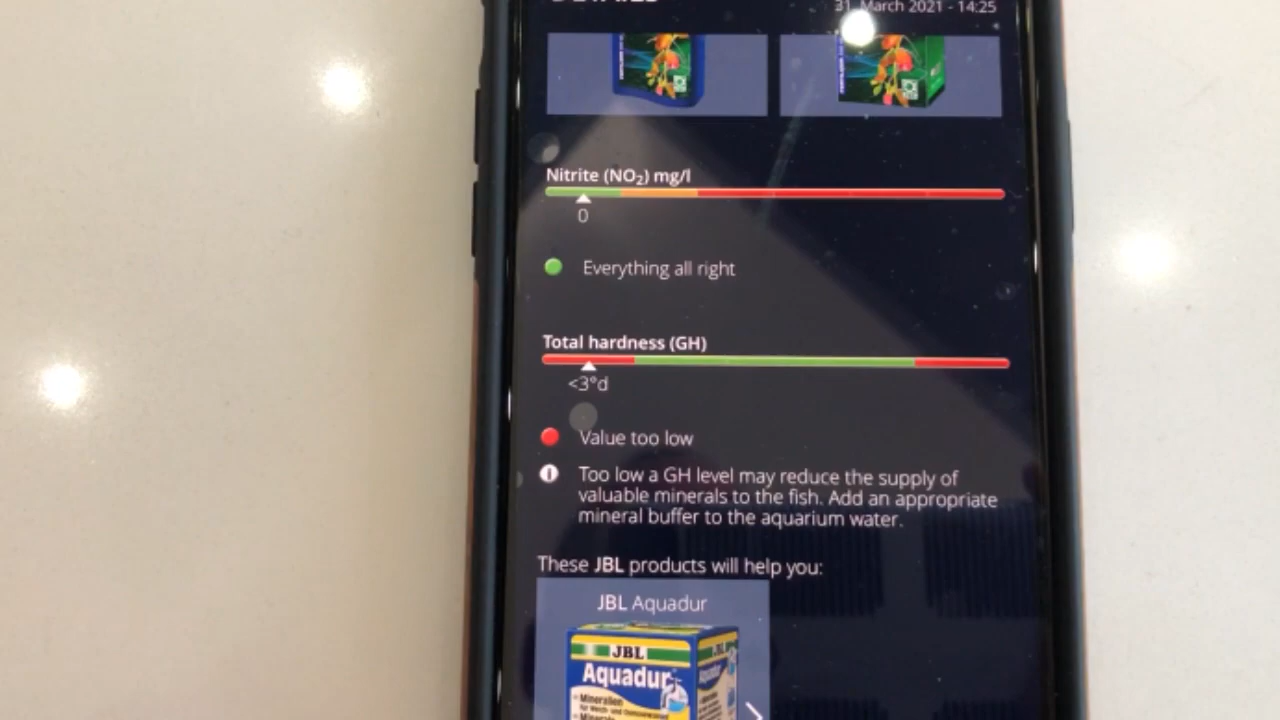 31. March 2021 - 14:25
Nitrite (NO₂) mg/l
0
Everything all right
Total hardness (GH)
<3°d
Value too low
Too low a GH level may reduce the supply of
valuable minerals to the fish. Add an appropriate
mineral buffer to the aquarium water.
These JBL products will help you:
JBL Aquadur
JBL
Aquadur
Mineralien